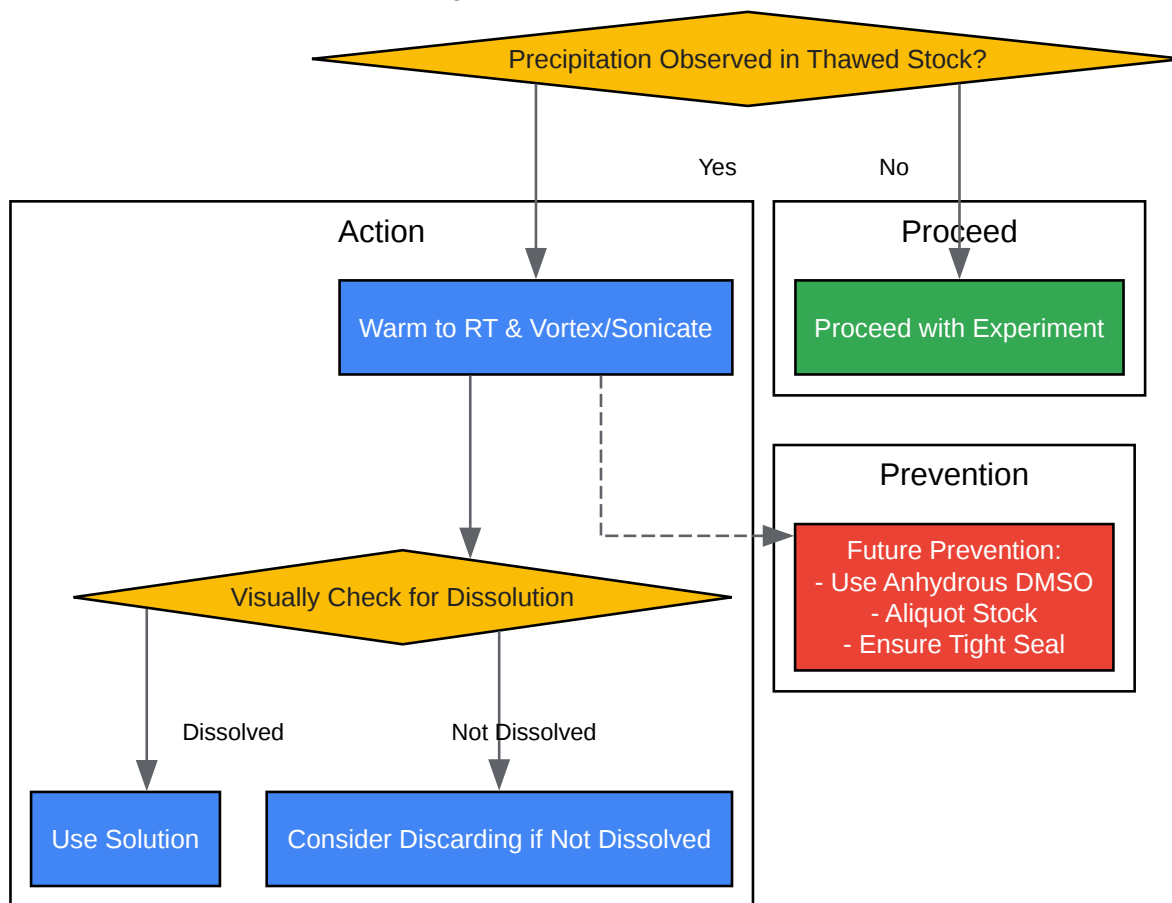 Precipitation Observed in Thawed Stock?
Yes
No
Action
Proceed
Warm to RT & Vortex/Sonicate
Proceed with Experiment
Prevention
Future Prevention:
- Use Anhydrous DMSO
- Aliquot Stock
- Ensure Tight Seal
Visually Check for Dissolution
Dissolved
Not Dissolved
Use Solution
Consider Discarding if Not Dissolved